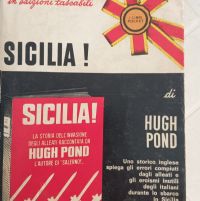 in edizioni tascabili
SICILIA !
I LIBRI
di
HUGH
POND
SICILIA!
LA STORIA DELL'INVASIONE
DEGLI ALLEATI RACCONTATA DA
HUGH POND
L'AUTORE DI "SALERNO!"
Uno storico inglese
spiega gli errori compiuti
dagli alleati e
gli eroismi inutili
degli italiani
durante lo sbarco
in Sicilia